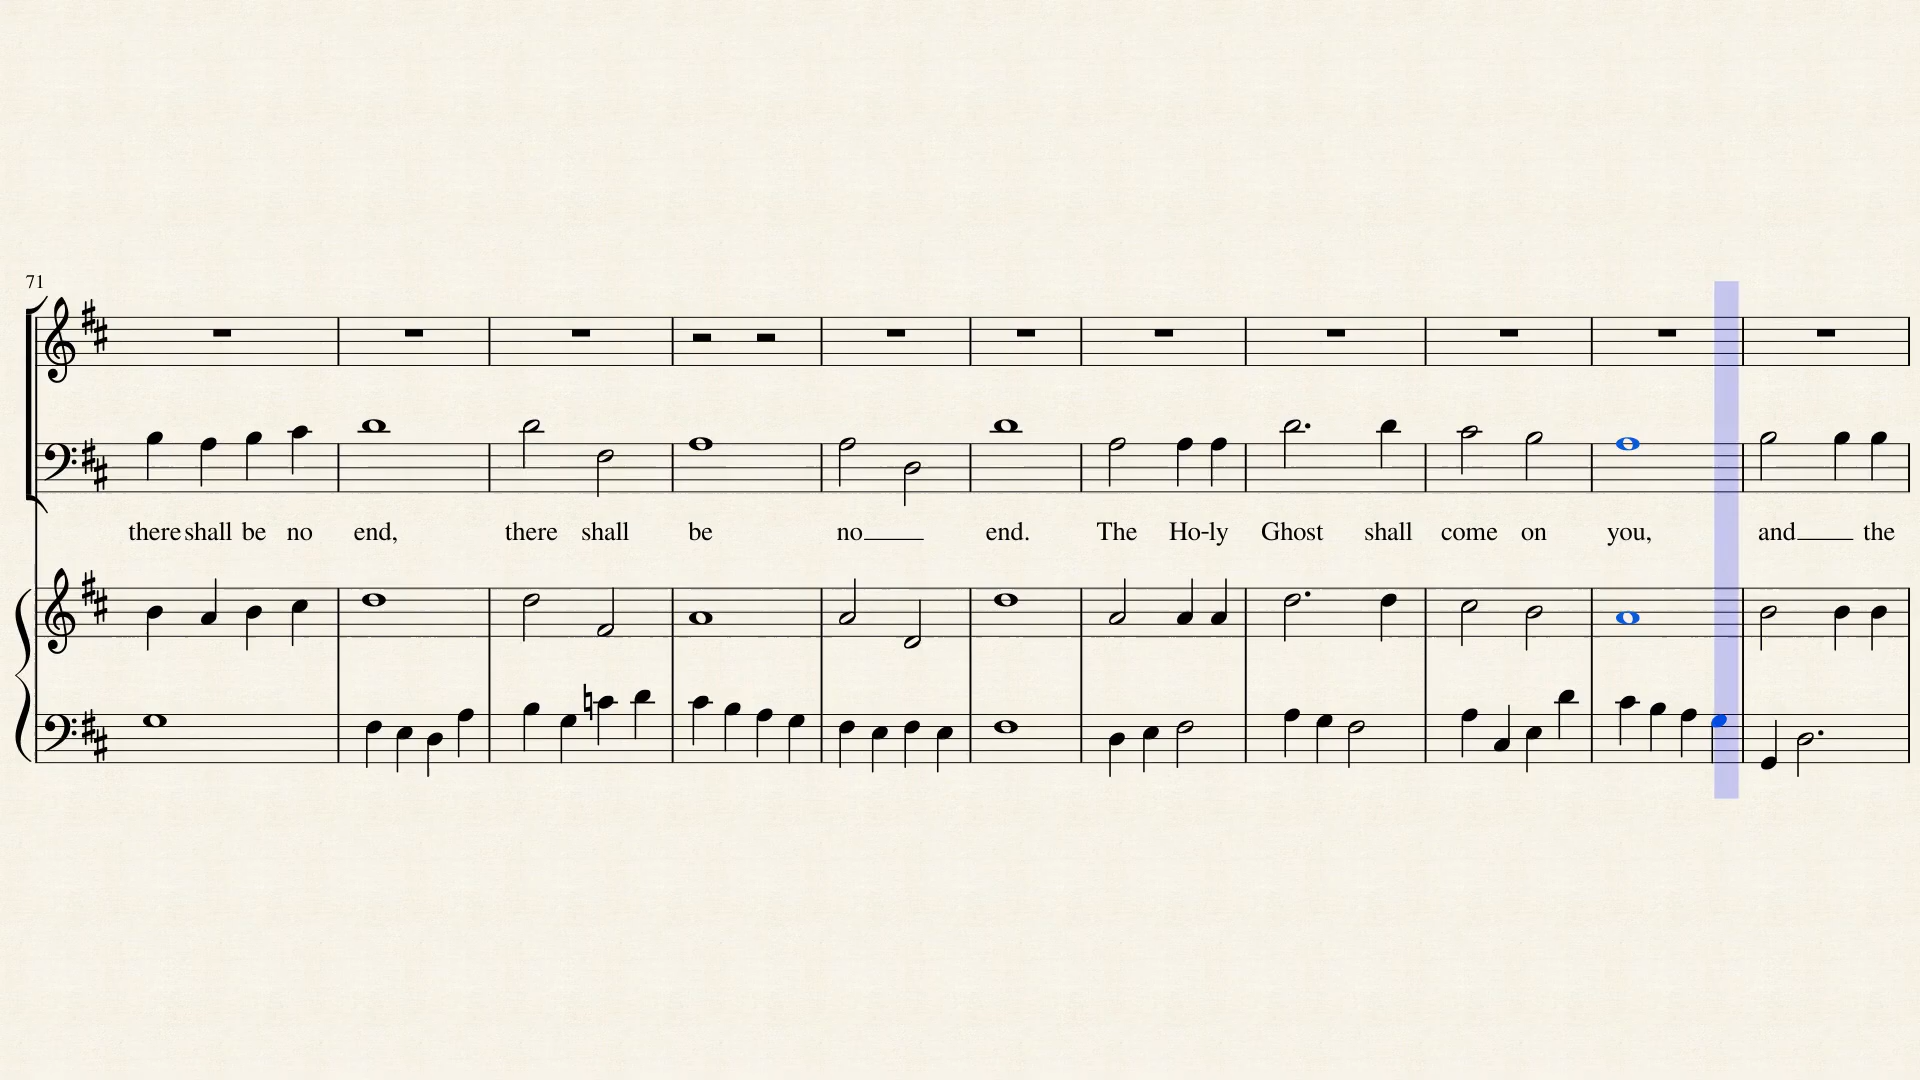 71
there shall be no end, there shall be no end. The Ho-ly Ghost shall come on you, and the